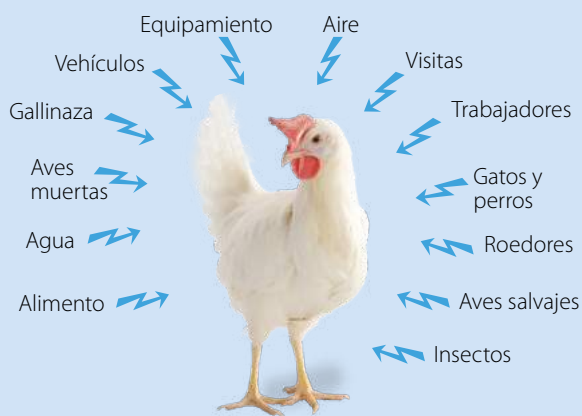 Equipamiento
Aire
Vehículos
Visitas
Gallinaza
Trabajadores
Aves
muertas
Gatos y
perros
Agua
Roedores
Alimento
Aves salvajes
Insectos